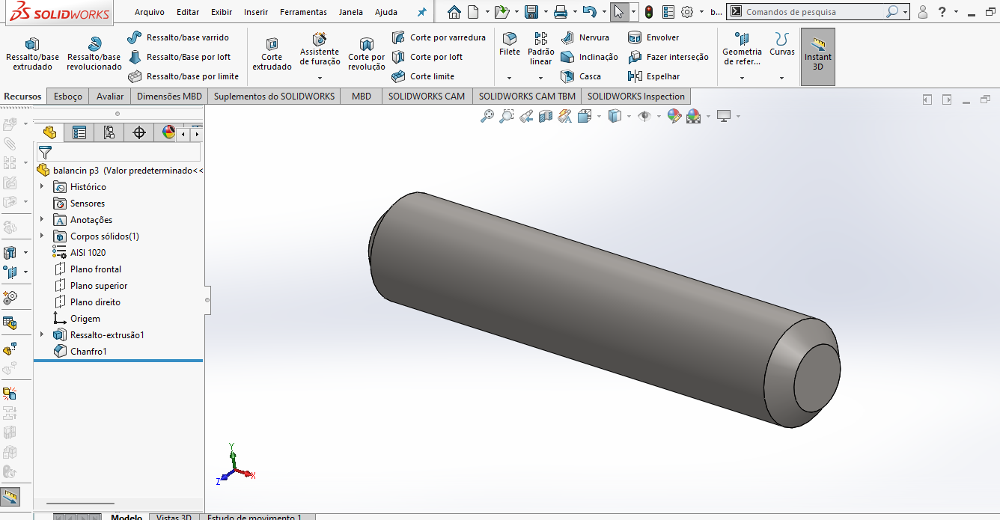 SOLIDWORKS
Arquivo Editar Exibir Inserir Ferramentas Janela Ajuda
b...
Comandos de pesquisa
?
Ressalto/base extrudado
Ressalto/base revolucionado
Ressalto/base varrido
Ressalto/base por loft
Ressalto/base por limite
Corte extrudado
Assistente de furação
Corte por revolução
Corte por varredura
Corte por loft
Corte limite
Filete
Padrão linear
Nervura
Inclinação
Casca
Envolver
Fazer interseção
Espelhar
Geometria de refer...
Curvas
Instant 3D
Recursos Esboço Avaliar Dimensões MBD Suplementos do SOLIDWORKS MBD SOLIDWORKS CAM SOLIDWORKS CAM TBM SOLIDWORKS Inspection
balancin p3 (Valor predeterminado<<
Histórico
Sensores
Anotações
Corpos sólidos(1)
AISI 1020
Plano frontal
Plano superior
Plano direito
Origem
Ressalto-extrusão1
Chanfro1
Y
X
Z
Modelo Vistas 3D Estudo de movimento 1